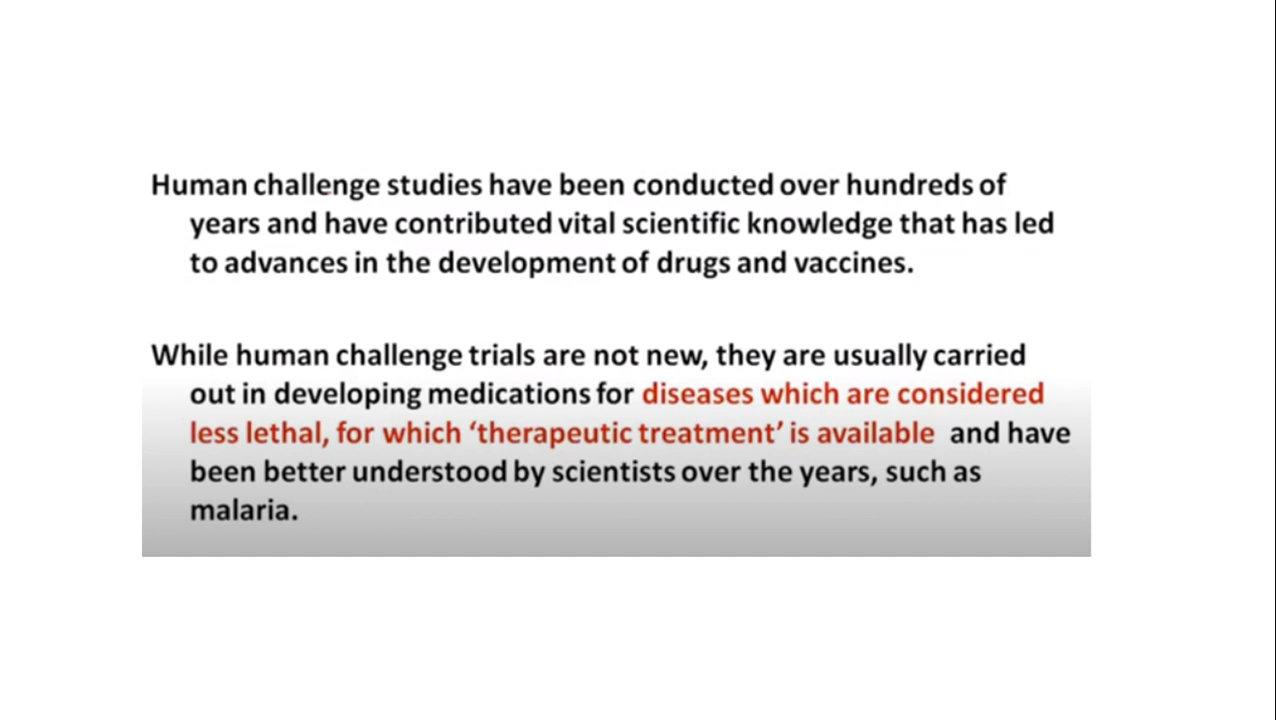 Human challenge studies have been conducted over hundreds of
years and have contributed vital scientific knowledge that has led
to advances in the development of drugs and vaccines.
While human challenge trials are not new, they are usually carried
out in developing medications for diseases which are considered
less lethal, for which ‘therapeutic treatment’ is available and have
been better understood by scientists over the years, such as
malaria.